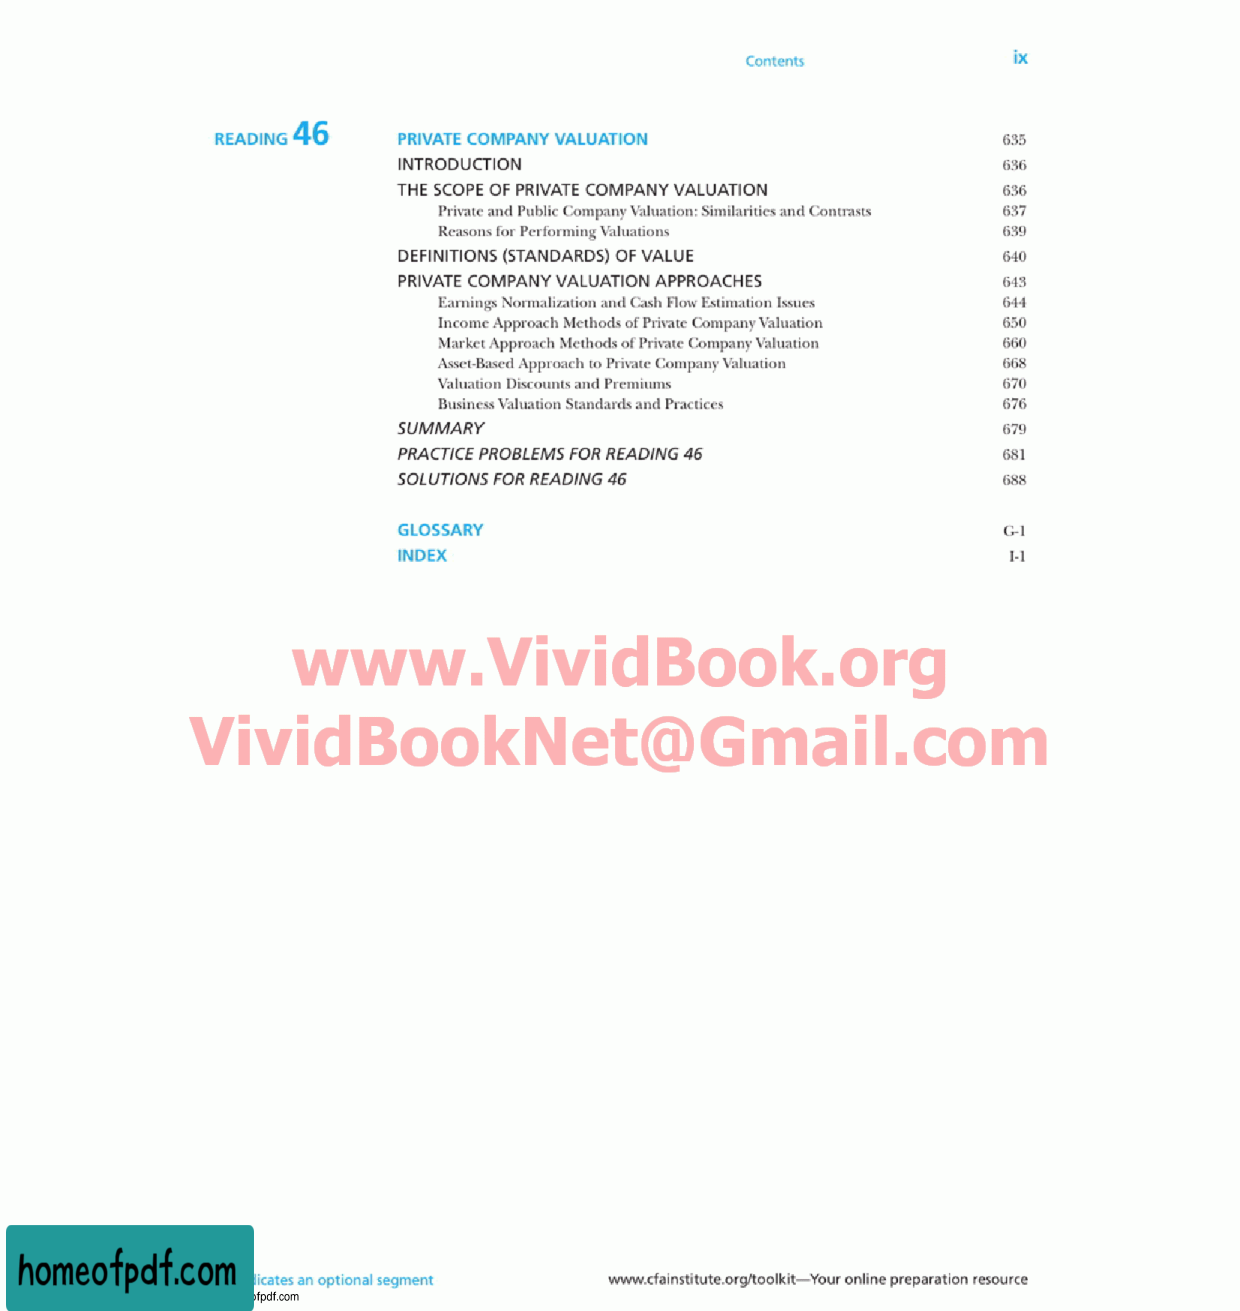 Contents ix
READING 46 PRIVATE COMPANY VALUATION 635
INTRODUCTION 636
THE SCOPE OF PRIVATE COMPANY VALUATION 636
Private and Public Company Valuation: Similarities and Contrasts 637
Reasons for Performing Valuations 639
DEFINITIONS (STANDARDS) OF VALUE 640
PRIVATE COMPANY VALUATION APPROACHES 643
Earnings Normalization and Cash Flow Estimation Issues 644
Income Approach Methods of Private Company Valuation 650
Market Approach Methods of Private Company Valuation 660
Asset-Based Approach to Private Company Valuation 668
Valuation Discounts and Premiums 670
Business Valuation Standards and Practices 676
SUMMARY 679
PRACTICE PROBLEMS FOR READING 46 681
SOLUTIONS FOR READING 46 688
GLOSSARY G-1
INDEX I-1
www.VividBook.org
VividBookNet@Gmail.com
homeofpdf.com
an optional segment www.cfainstitute.org/toolkit—Your online preparation resource